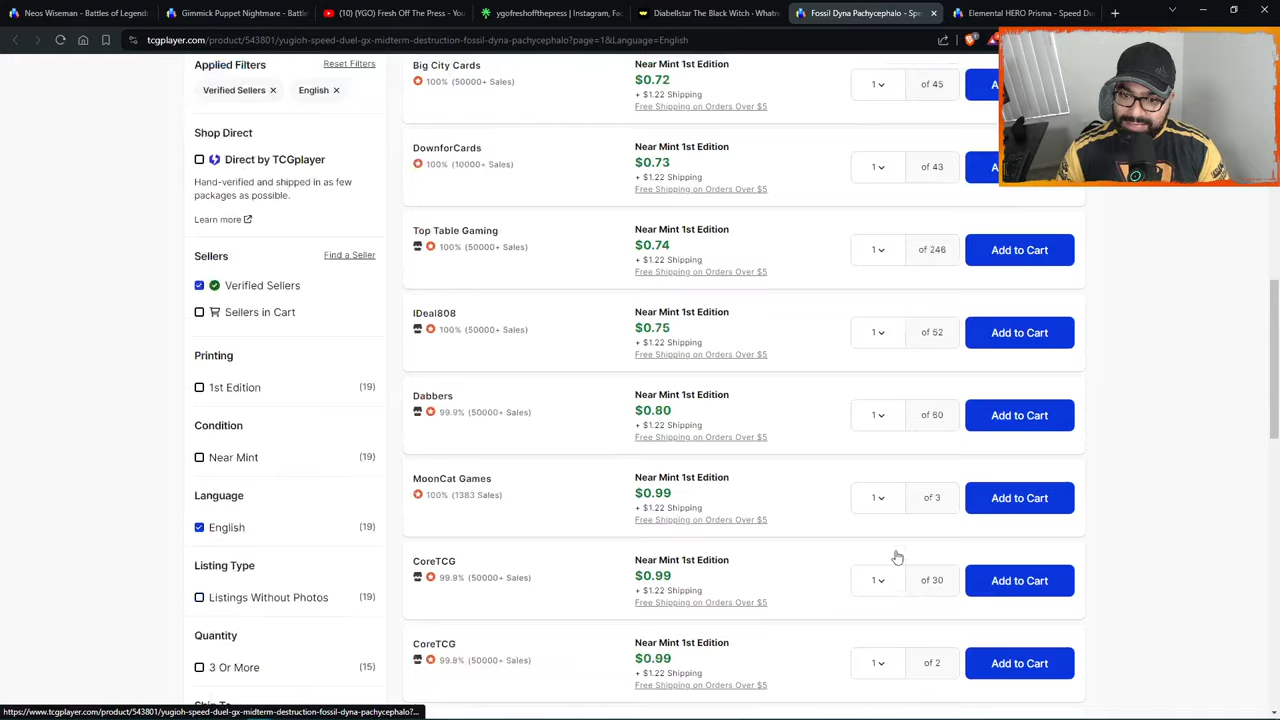 Neos Wiseman - Battles of Legend:
Gimmick Puppet Nightmare - Battl
(10) (YGO) Fresh Off The Press - You
ygofreshoffthepress | Instagram, Fa
Diabellstar The Black Witch - Whatn
Fossil Dyna Pachycephalo - Spe
Elemental HERO Prisma - Speed Du
tcgplayer.com/product/543801/yugioh-speed-duel-gx-midterm-destruction-fossil-dyna-pachycephalo?page=1&Language=English
Applied Filters
Reset Filters
Verified Sellers
English
Shop Direct
Direct by TCGplayer
Hand-verified and shipped in as few
packages as possible.
Learn more
Sellers
Find a Seller
Verified Sellers
Sellers in Cart
Printing
1st Edition
(19)
Condition
Near Mint
(19)
Language
English
(19)
Listing Type
Listings Without Photos
(19)
Quantity
3 Or More
(15)
Big City Cards
100% (50000+ Sales)
Near Mint 1st Edition
$0.72
+ $1.22 Shipping
Free Shipping on Orders Over $5
1
of 45
A
DownforCards
100% (10000+ Sales)
Near Mint 1st Edition
$0.73
+ $1.22 Shipping
Free Shipping on Orders Over $5
1
of 43
A
Top Table Gaming
100% (50000+ Sales)
Near Mint 1st Edition
$0.74
+ $1.22 Shipping
Free Shipping on Orders Over $5
1
of 246
Add to Cart
IDeal808
100% (50000+ Sales)
Near Mint 1st Edition
$0.75
+ $1.22 Shipping
Free Shipping on Orders Over $5
1
of 52
Add to Cart
Dabbers
99.9% (50000+ Sales)
Near Mint 1st Edition
$0.80
+ $1.22 Shipping
Free Shipping on Orders Over $5
1
of 60
Add to Cart
MoonCat Games
100% (1383 Sales)
Near Mint 1st Edition
$0.99
+ $1.22 Shipping
Free Shipping on Orders Over $5
1
of 3
Add to Cart
CoreTCG
99.9% (50000+ Sales)
Near Mint 1st Edition
$0.99
+ $1.22 Shipping
Free Shipping on Orders Over $5
1
of 30
Add to Cart
CoreTCG
99.8% (50000+ Sales)
Near Mint 1st Edition
$0.99
+ $1.22 Shipping
Free Shipping on Orders Over $5
1
of 2
Add to Cart
https://www.tcgplayer.com/product/543801/yugioh-speed-duel-gx-midterm-destruction-fossil-dyna-pachycephalo?...